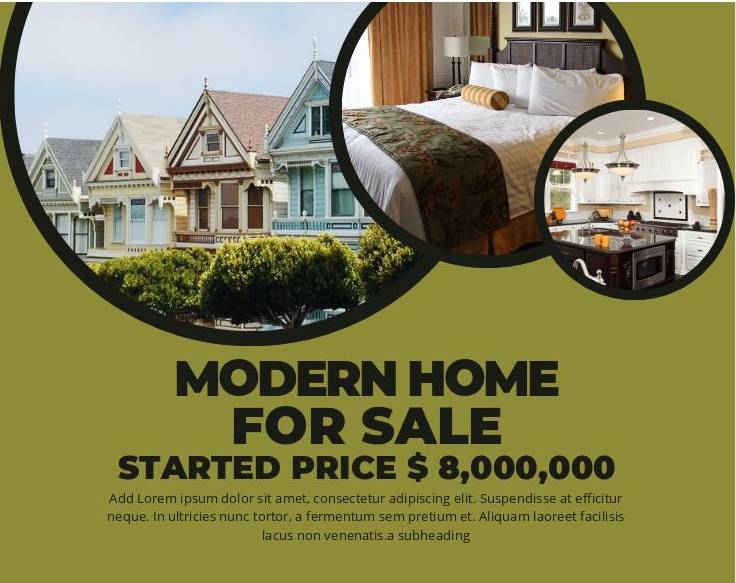 MODERN HOME
FOR SALE
STARTED PRICE $ 8,000,000
Add Lorem ipsum dolor sit amet, consectetur adipiscing elit. Suspendisse at efficitur
neque. In ultricies nunc tortor, a fermentum sem pretium et. Aliquam laoreet facilisis
lacus non venenatis.a subheading